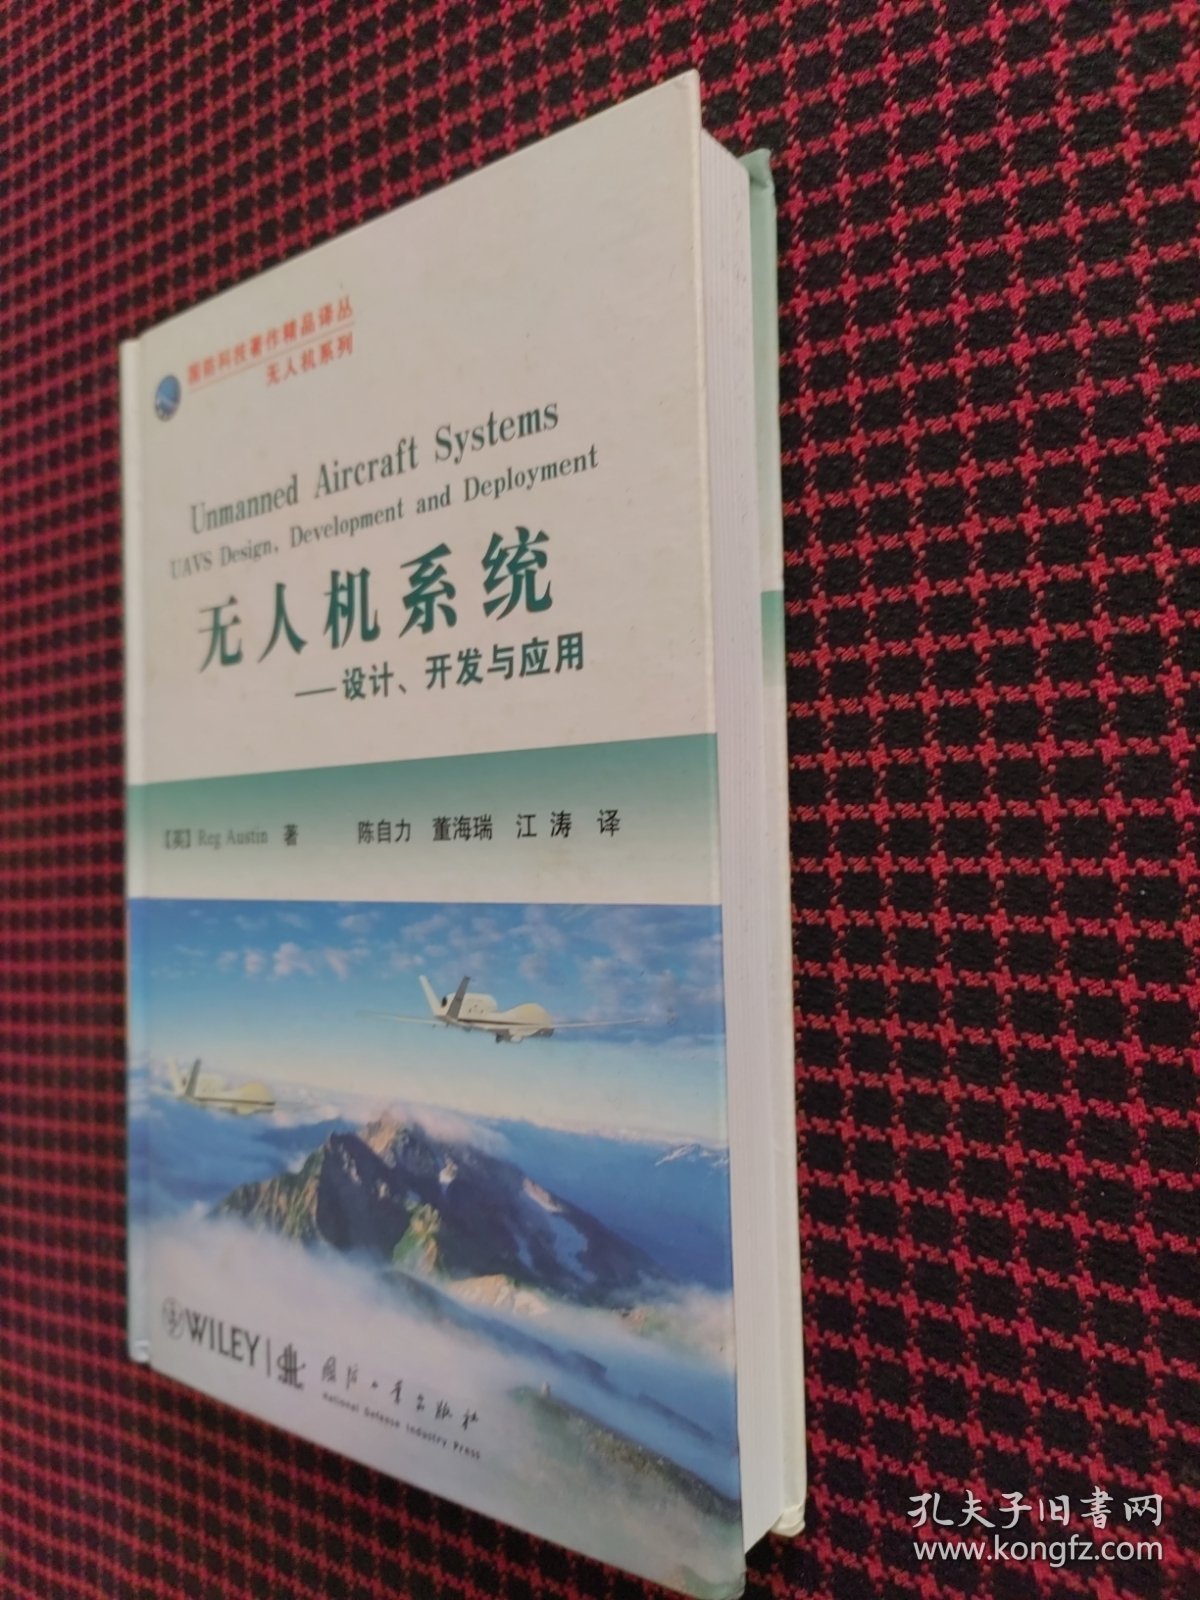 国防科技著作精品译丛
无人机系列
Unmanned Aircraft Systems
UAVS Design, Development and Deployment
无人机系统
——设计、开发与应用
【英】Reg Austin 著 陈自力 董海瑞 江涛 译
WILEY
国防工业出版社
National Defense Industry Press
孔夫子旧書网
www.kongfz.com